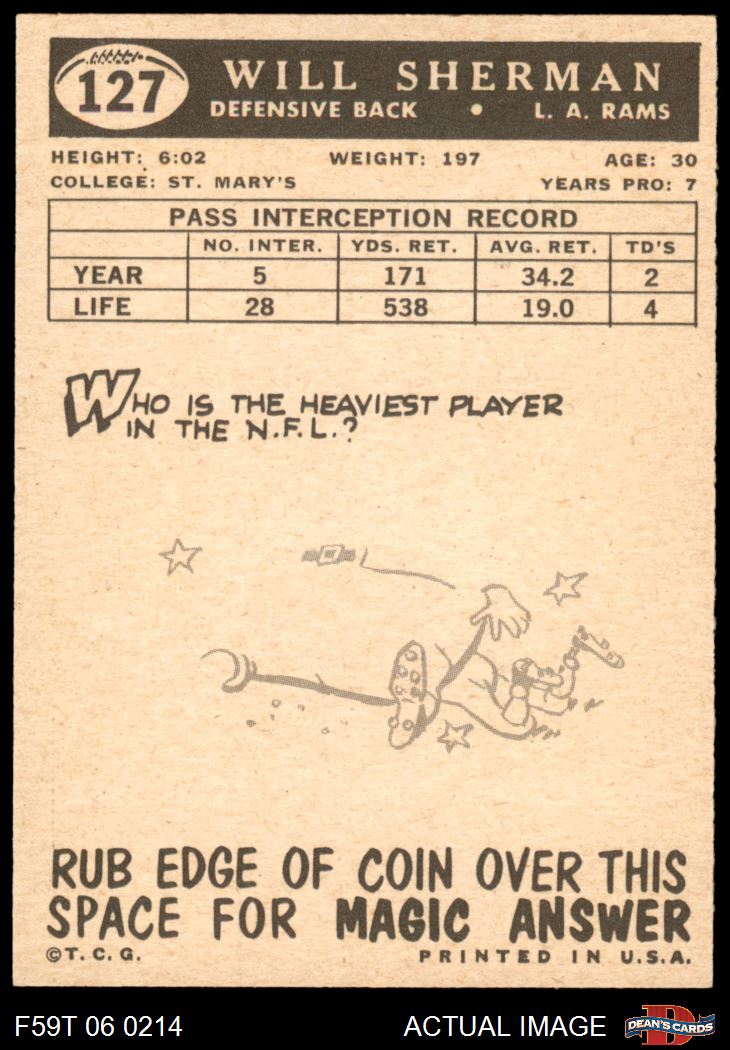 127
WILL SHERMAN
DEFENSIVE BACK • L. A. RAMS
HEIGHT: 6:02 WEIGHT: 197 AGE: 30
COLLEGE: ST. MARY'S YEARS PRO: 7
PASS INTERCEPTION RECORD
NO. INTER. YDS. RET. AVG. RET. TD'S
YEAR 5 171 34.2 2
LIFE 28 538 19.0 4
WHO IS THE HEAVIEST PLAYER
IN THE N.F.L.?
RUB EDGE OF COIN OVER THIS
SPACE FOR MAGIC ANSWER
©T. C. G. PRINTED IN U.S.A.
F59T 06 0214 ACTUAL IMAGE D DEAN'S CARDS